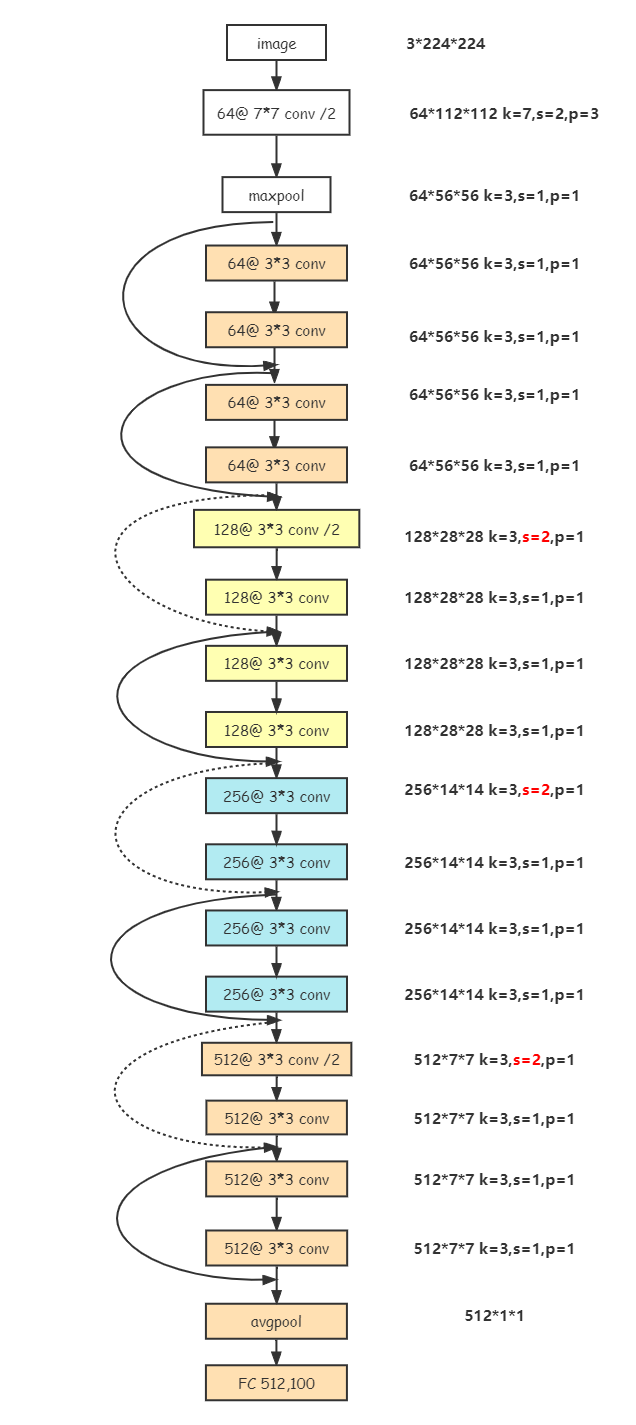 image 3*224*224
64@ 7*7 conv /2 64*112*112 k=7,s=2,p=3
maxpool 64*56*56 k=3,s=1,p=1
64@ 3*3 conv 64*56*56 k=3,s=1,p=1
64@ 3*3 conv 64*56*56 k=3,s=1,p=1
64@ 3*3 conv 64*56*56 k=3,s=1,p=1
64@ 3*3 conv 64*56*56 k=3,s=1,p=1
128@ 3*3 conv /2 128*28*28 k=3,s=2,p=1
128@ 3*3 conv 128*28*28 k=3,s=1,p=1
128@ 3*3 conv 128*28*28 k=3,s=1,p=1
128@ 3*3 conv 128*28*28 k=3,s=1,p=1
256@ 3*3 conv 256*14*14 k=3,s=2,p=1
256@ 3*3 conv 256*14*14 k=3,s=1,p=1
256@ 3*3 conv 256*14*14 k=3,s=1,p=1
256@ 3*3 conv 256*14*14 k=3,s=1,p=1
512@ 3*3 conv /2 512*7*7 k=3,s=2,p=1
512@ 3*3 conv 512*7*7 k=3,s=1,p=1
512@ 3*3 conv 512*7*7 k=3,s=1,p=1
512@ 3*3 conv 512*7*7 k=3,s=1,p=1
avgpool 512*1*1
FC 512,100